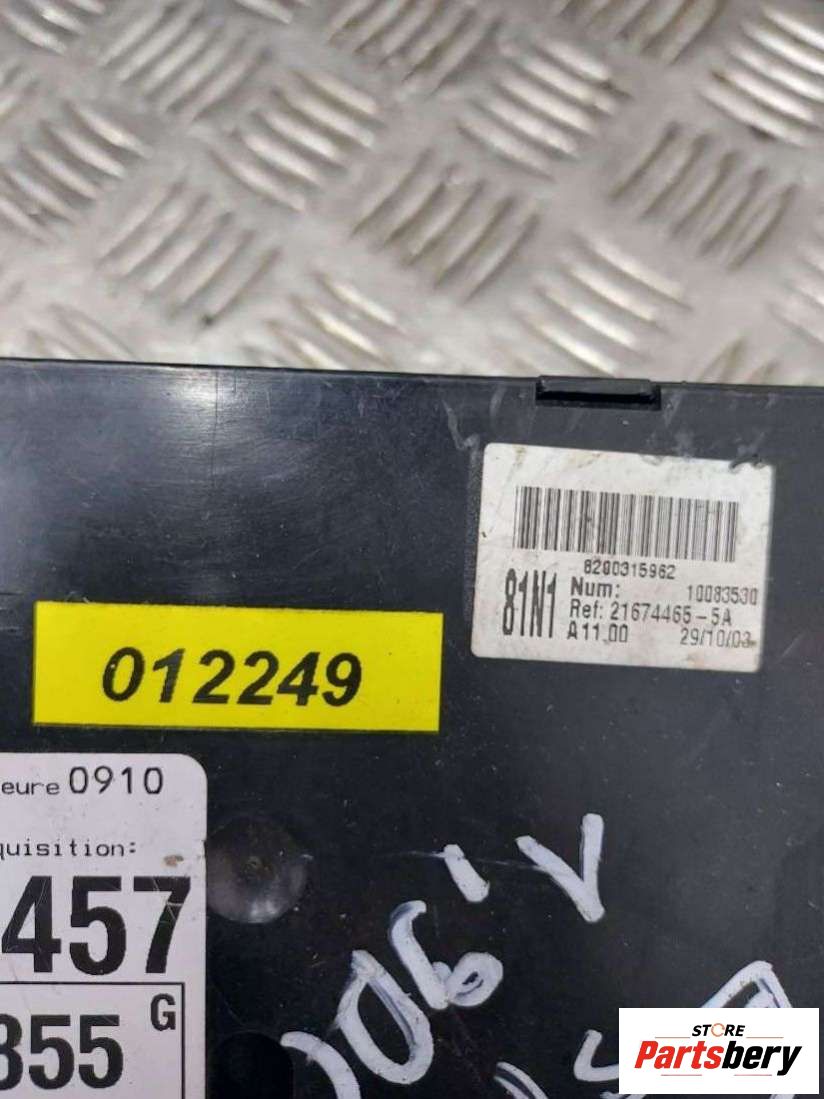 8200315962
81N1
Num: 10083530
Ref: 21674465-5A
A11.00 29/10/03
012249
eure 0910
quisition:
457
855 G
STORE
Partsbery